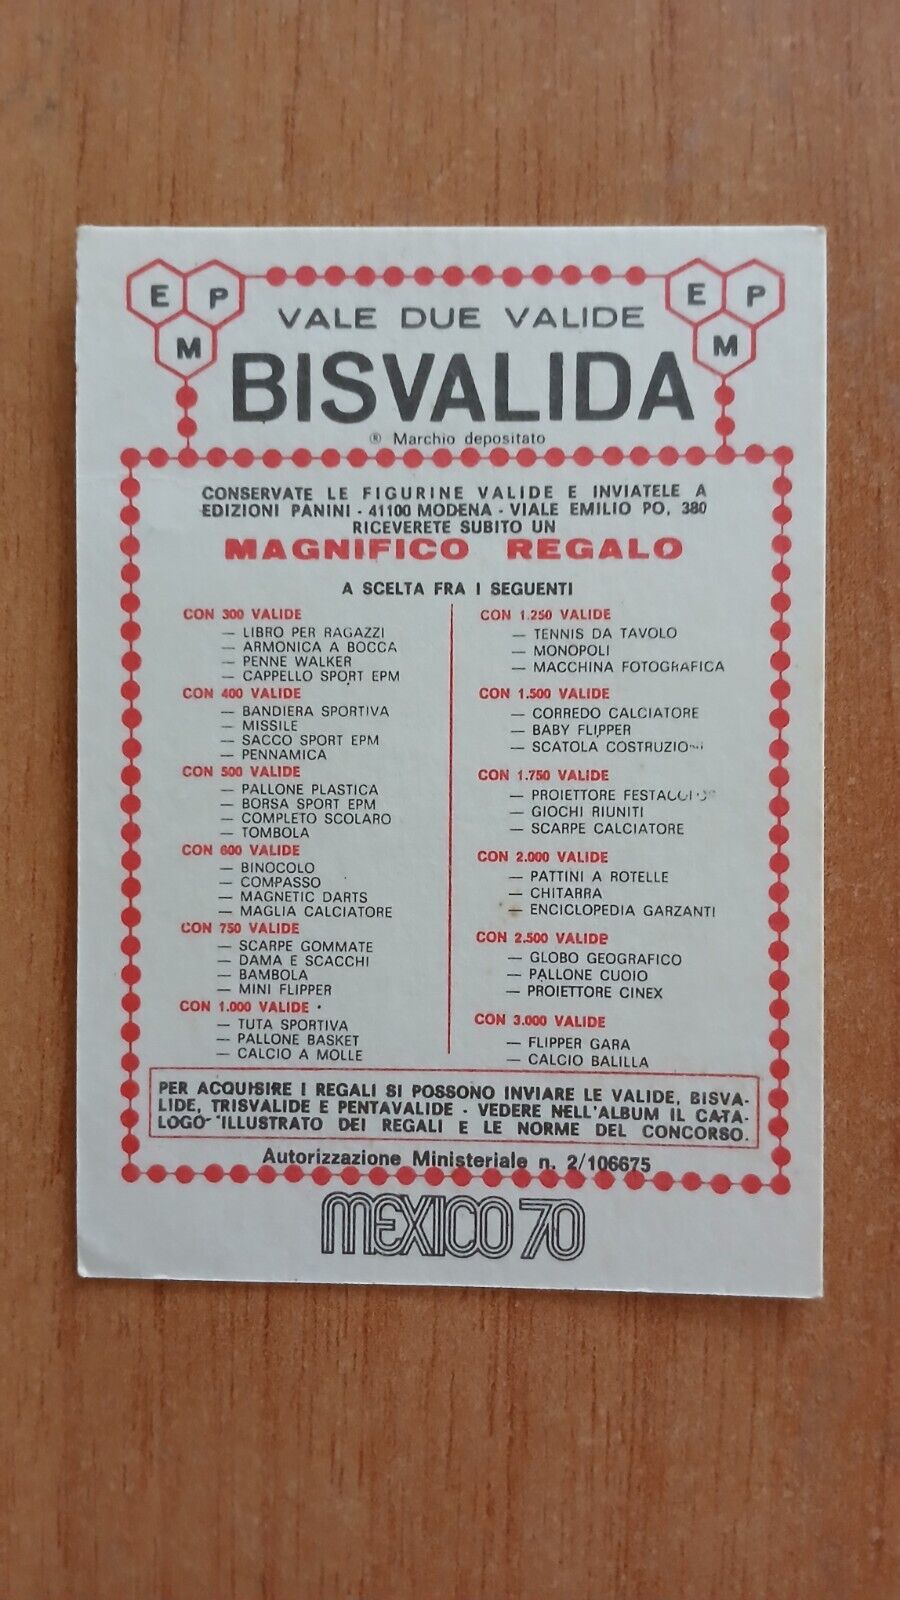 E P M
E P M
VALE DUE VALIDE
BISVALIDA
® Marchio depositato
CONSERVATE LE FIGURINE VALIDE E INVIATELE A
EDIZIONI PANINI - 41100 MODENA - VIALE EMILIO PO, 380
RICEVERETE SUBITO UN
MAGNIFICO REGALO
A SCELTA FRA I SEGUENTI
CON 300 VALIDE
— LIBRO PER RAGAZZI
— ARMONICA A BOCCA
— PENNE WALKER
— CAPPELLO SPORT EPM
CON 400 VALIDE
— BANDIERA SPORTIVA
— MISSILE
— SACCO SPORT EPM
— PENNAMICA
CON 500 VALIDE
— PALLONE PLASTICA
— BORSA SPORT EPM
— COMPLETO SCOLARO
— TOMBOLA
CON 600 VALIDE
— BINOCOLO
— COMPASSO
— MAGNETIC DARTS
— MAGLIA CALCIATORE
CON 750 VALIDE
— SCARPE GOMMATE
— DAMA E SCACCHI
— BAMBOLA
— MINI FLIPPER
CON 1.000 VALIDE
— TUTA SPORTIVA
— PALLONE BASKET
— CALCIO A MOLLE
CON 1.250 VALIDE
— TENNIS DA TAVOLO
— MONOPOLI
— MACCHINA FOTOGRAFICA
CON 1.500 VALIDE
— CORREDO CALCIATORE
— BABY FLIPPER
— SCATOLA COSTRUZIONI
CON 1.750 VALIDE
— PROIETTORE
— GIOCHI RIUNITI
— SCARPE CALCIATORE
CON 2.000 VALIDE
— PATTINI A ROTELLE
— CHITARRA
— ENCICLOPEDIA GARZANTI
CON 2.500 VALIDE
— GLOBO GEOGRAFICO
— PALLONE CUOIO
— PROIETTORE CINEX
CON 3.000 VALIDE
— FLIPPER GARA
— CALCIO BALILLA
PER ACQUISIRE I REGALI SI POSSONO INVIARE LE VALIDE, BISVA-
LIDE, TRISVALIDE E PENTAVALIDE - VEDERE NELL'ALBUM IL CATA-
LOGO ILLUSTRATO DEI REGALI E LE NORME DEL CONCORSO.
Autorizzazione Ministeriale n. 2/106675
MEXICO 70